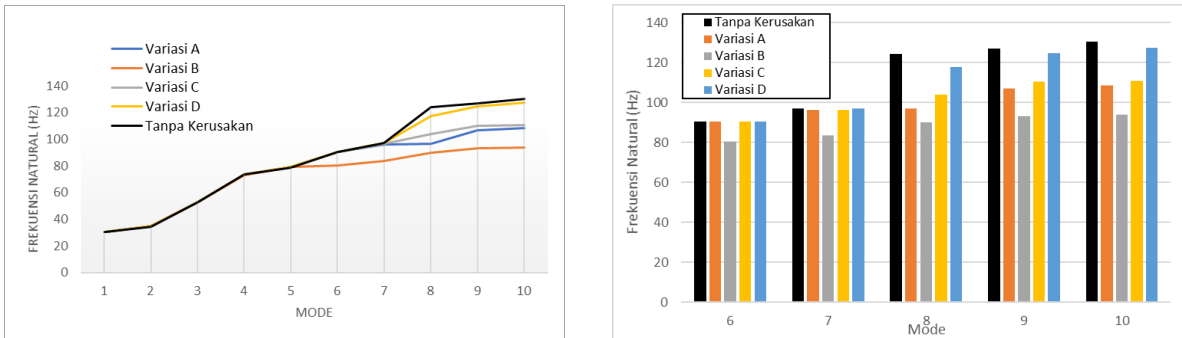 Variasi A
Variasi B
Variasi C
Variasi D
Tanpa Kerusakan
FREKUENSI NATURAL (Hz)
140
120
100
80
60
40
20
0
1 2 3 4 5 6 7 8 9 10
MODE
Tanpa Kerusakan
Variasi A
Variasi B
Variasi C
Variasi D
Frekuensi Natural (Hz)
140
120
100
80
60
40
20
0
6 7 8 9 10
Mode